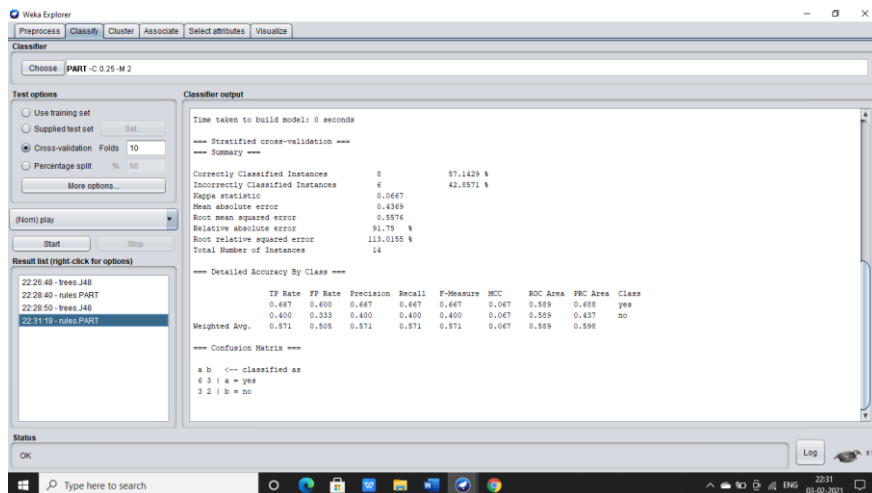 Weka Explorer
Preprocess Classify Cluster Associate Select attributes Visualize
Classifier
Choose PART -C 0.25 -M 2
Test options
Use training set
Supplied test set Set...
Cross-validation Folds 10
Percentage split % 66
More options...
(Nom) play
Start Stop
Result list (right-click for options)
22:26:48 - trees.J48
22:28:40 - rules.PART
22:28:50 - trees.J48
22:31:19 - rules.PART
Classifier output
Time taken to build model: 0 seconds
=== Stratified cross-validation ===
=== Summary ===
Correctly Classified Instances 8 57.1429 %
Incorrectly Classified Instances 6 42.8571 %
Kappa statistic 0.0667
Mean absolute error 0.4369
Root mean squared error 0.5576
Relative absolute error 91.75 %
Root relative squared error 113.0155 %
Total Number of Instances 14
=== Detailed Accuracy By Class ===
TP Rate FP Rate Precision Recall F-Measure MCC ROC Area PRC Area Class
0.667 0.600 0.667 0.667 0.667 0.067 0.589 0.688 yes
0.400 0.333 0.400 0.400 0.400 0.067 0.589 0.437 no
Weighted Avg. 0.571 0.505 0.571 0.571 0.571 0.067 0.589 0.598
=== Confusion Matrix ===
a b <-- classified as
6 3 | a = yes
3 2 | b = no
Status
OK
Log
x
Type here to search
ENG
22:31
03-02-2021